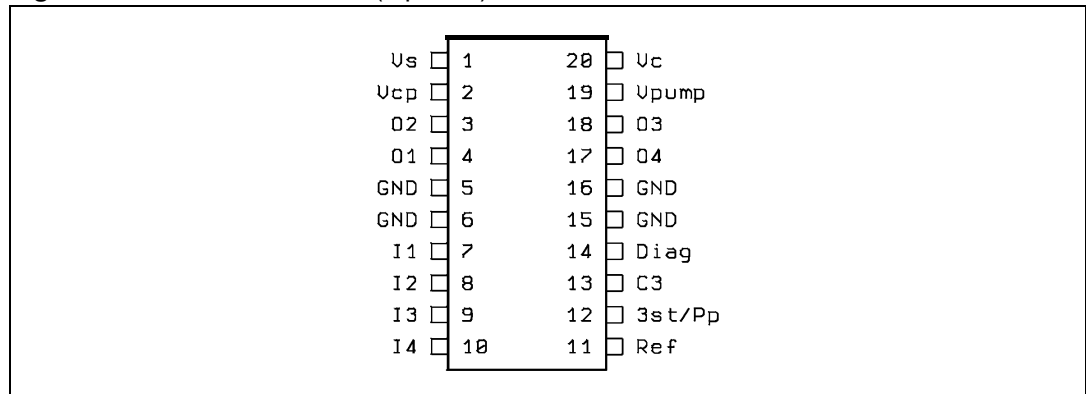 Vs 1 20 Vc
Vcp 2 19 Vpump
O2 3 18 O3
O1 4 17 O4
GND 5 16 GND
GND 6 15 GND
I1 7 14 Diag
I2 8 13 C3
I3 9 12 3st/Pp
I4 10 11 Ref